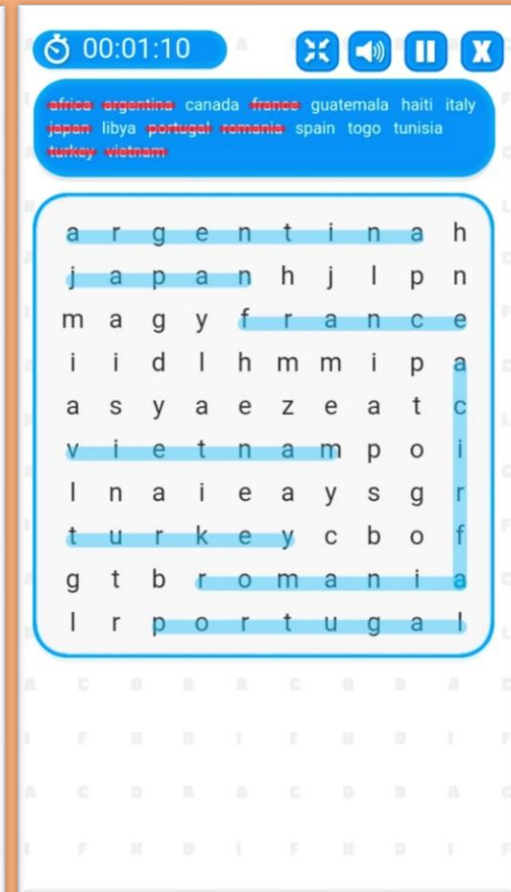 00:01:10 X
africa argentina canada france guatemala haiti italy
japan libya portugal romania spain togo tunisia
turkey vietnam
a r g e n t i n a h
j a p a n h j l p n
m a g y f r a n c e
i i d l h m m i p a
a s y a e z e a t c
v i e t n a m p o i
l n a i e a y s g r
t u r k e y c b o f
g t b r o m a n i a
l r p o r t u g a l